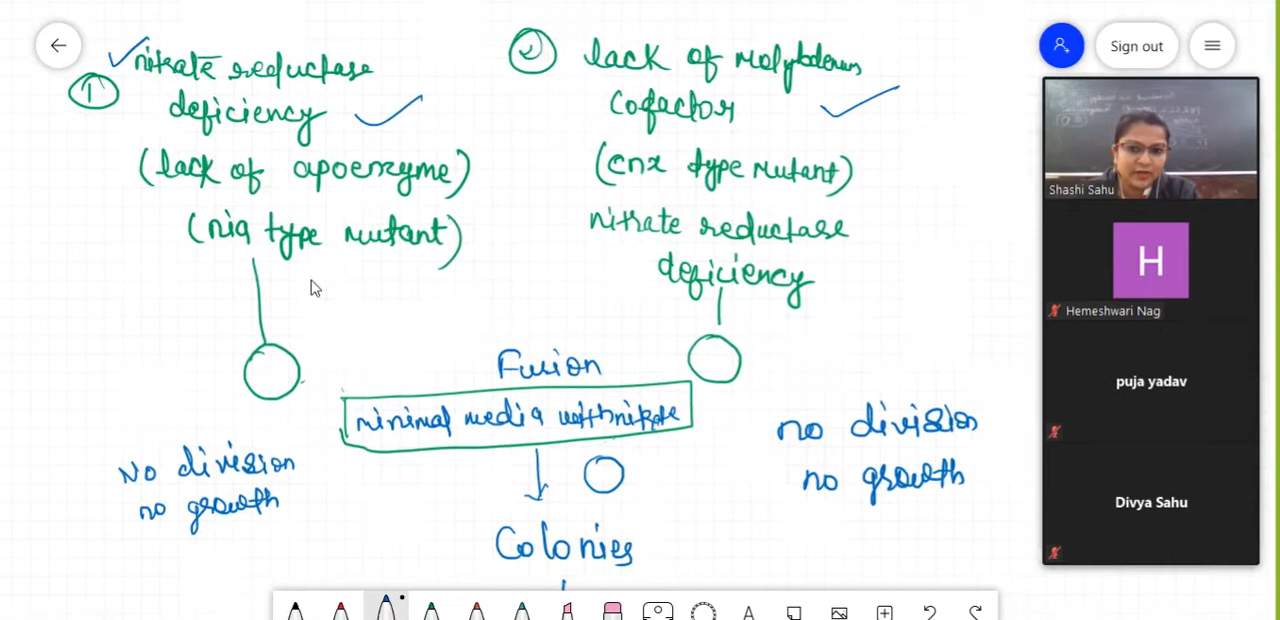 ① nitrate reductase
deficiency
(lack of apoenzyme)
(nia type mutant)
② lack of Molybdenum
cofactor
(cnx type mutant)
nitrate reductase
deficiency
Fusion
minimal media with nitrate
No division
no growth
no division
no growth
Colonies
Sign out
Shashi Sahu
H
Hemeshwari Nag
puja yadav
Divya Sahu
A